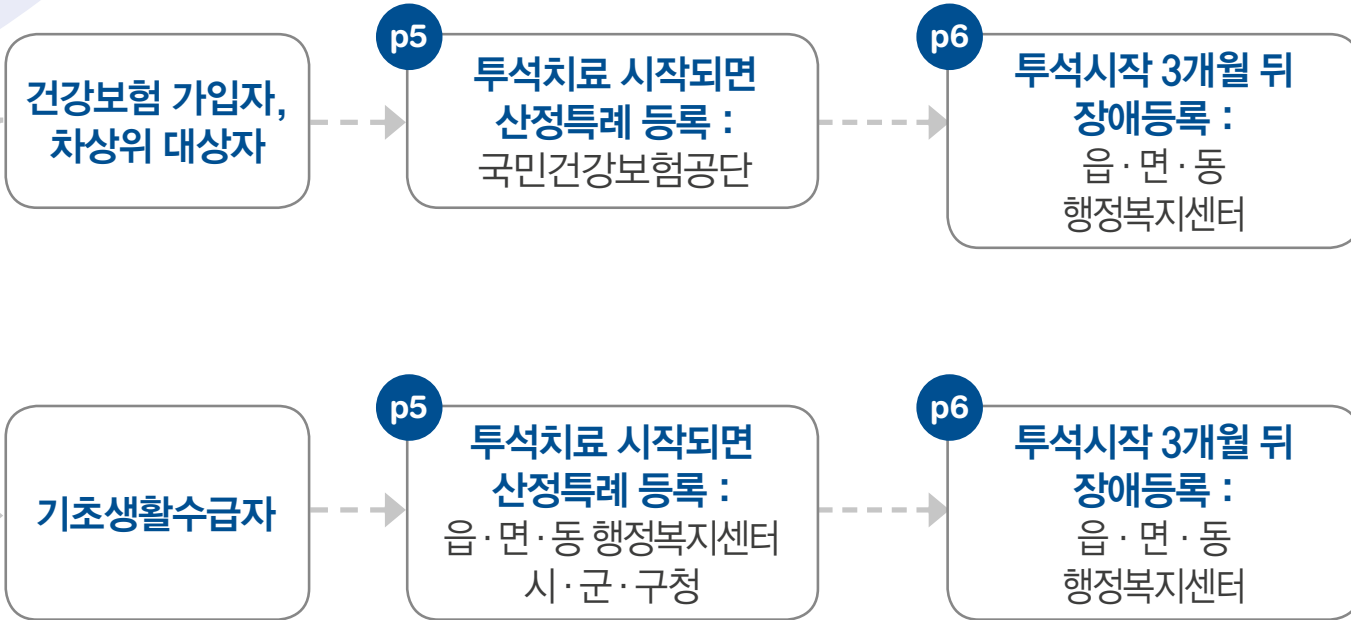 건강보험 가입자,
차상위 대상자
p5
투석치료 시작되면
산정특례 등록 :
국민건강보험공단
p6
투석시작 3개월 뒤
장애등록 :
읍·면·동
행정복지센터
기초생활수급자
p5
투석치료 시작되면
산정특례 등록 :
읍·면·동 행정복지센터
시·군·구청
p6
투석시작 3개월 뒤
장애등록 :
읍·면·동
행정복지센터